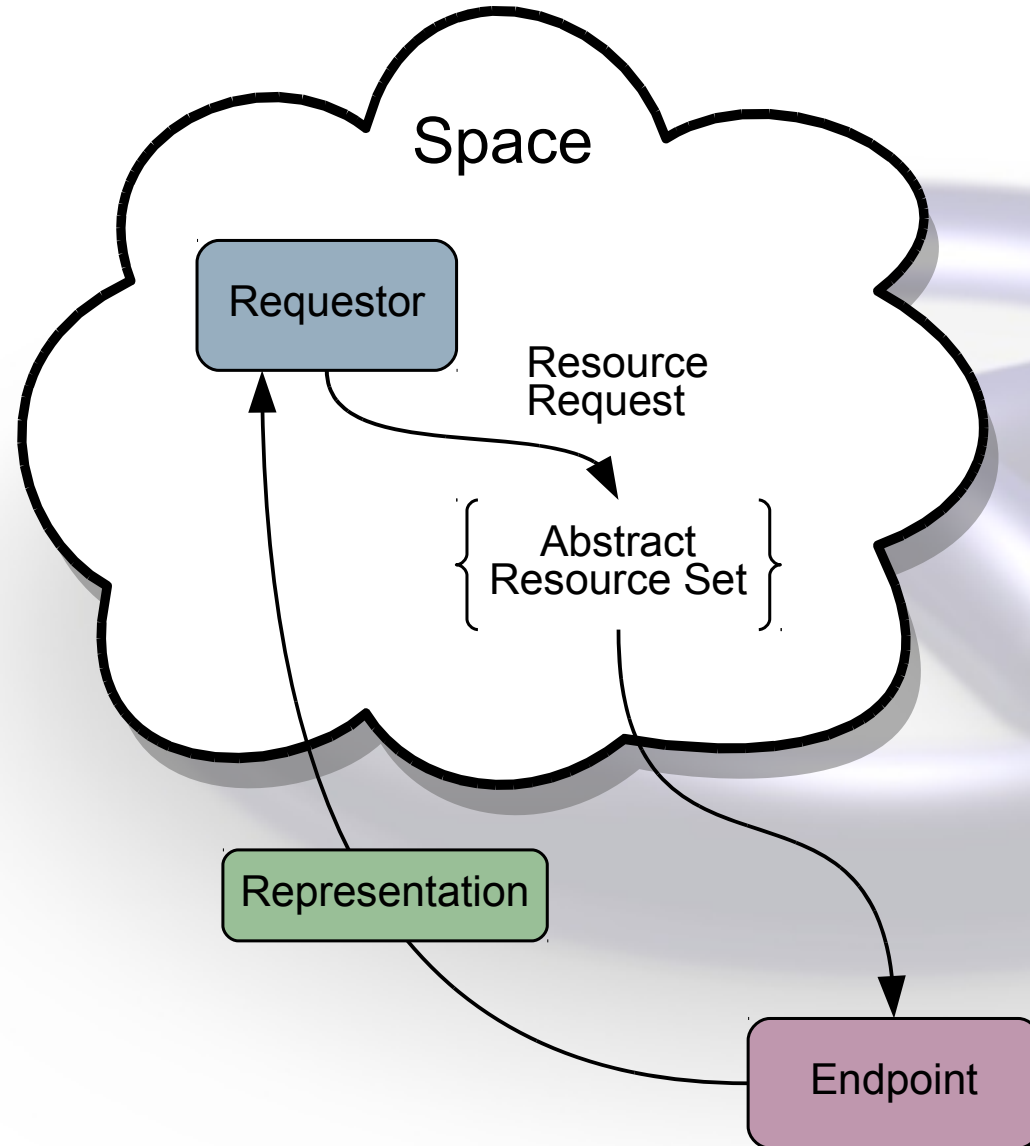 Space
Requestor
Resource
Request
Abstract
Resource Set
Representation
Endpoint